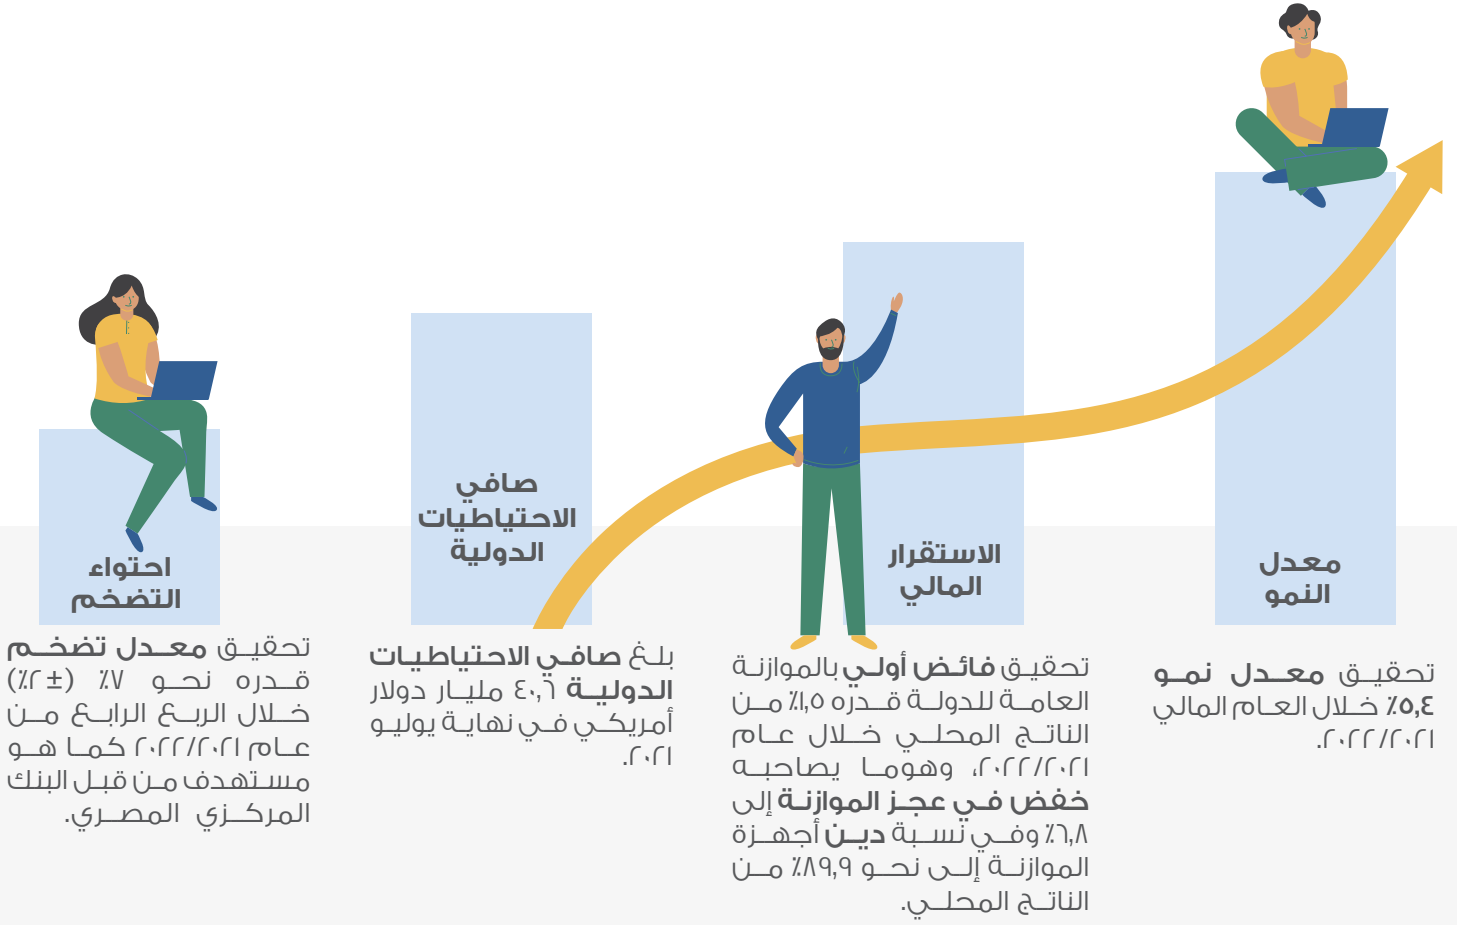 معدل
النمو
تحقيق معدل نمو
٥,٤٪ خلال العام المالي
٢٠٢٢/٢٠٢١.
الاستقرار
المالي
تحقيق فائض أولي بالموازنة
العامة للدولة قدره ١,٥٪ من
الناتج المحلي خلال عام
٢٠٢٢/٢٠٢١، وهوما يصاحبه
خفض في عجز الموازنة إلى
٦,٨٪ وفي نسبة دين أجهزة
الموازنة إلى نحو ٨٩,٩٪ من
الناتج المحلي.
صافي
الاحتياطيات
الدولية
بلغ صافي الاحتياطيات
الدولية ٤٠,٦ مليار دولار
أمريكي في نهاية يوليو
٢٠٢١.
احتواء
التضخم
تحقيق معدل تضخم
قدره نحو ٧٪ (±٢٪)
خلال الربع الرابع من
عام ٢٠٢٢/٢٠٢١ كما هو
مستهدف من قبل البنك
المركزي المصري.